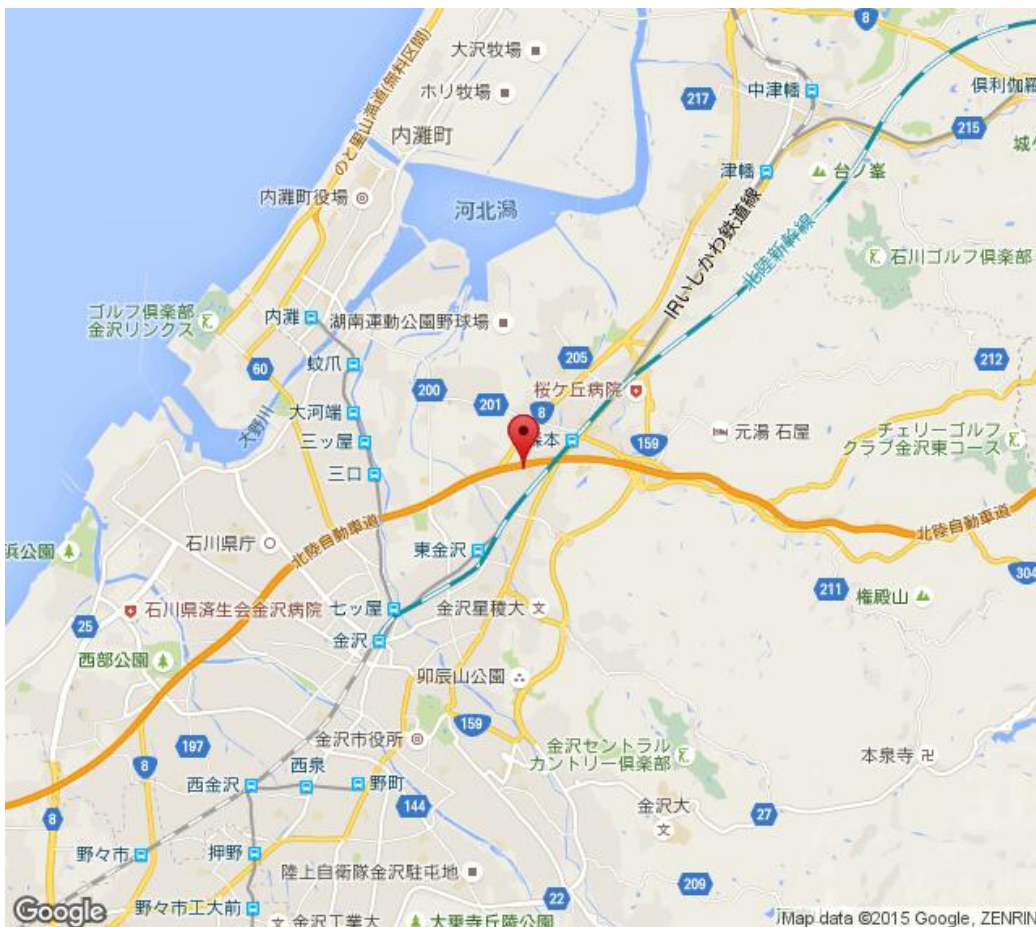 8
大沢牧場
ホリ牧場
217
中津幡
倶利伽羅
215
のと里山海道(無料区間)
内灘町
津幡
台ノ峯
内灘町役場
河北潟
IRいしかわ鉄道線
北陸新幹線
石川ゴルフ倶楽部
ゴルフ倶楽部
金沢リンクス
内灘
湖南運動公園野球場
蚊爪
60
205
212
200
201
桜ケ丘病院
8
大河端
大野川
三ツ屋
森本
159
元湯 石屋
チェリーゴルフ
クラブ金沢東コース
三口
石川県庁
北陸自動車道
北陸自動車道
浜公園
東金沢
304
211
権殿山
石川県済生会金沢病院
七ッ屋
金沢星稜大
25
金沢
西部公園
卯辰山公園
159
197
金沢市役所
金沢セントラル
カントリー倶楽部
本泉寺
8
西金沢
西泉
野町
144
金沢大
27
8
野々市
押野
陸上自衛隊金沢駐屯地
209
22
野々市工大前
金沢工業大
大乗寺丘陵公園
Google
Map data ©2015 Google, ZENRIN